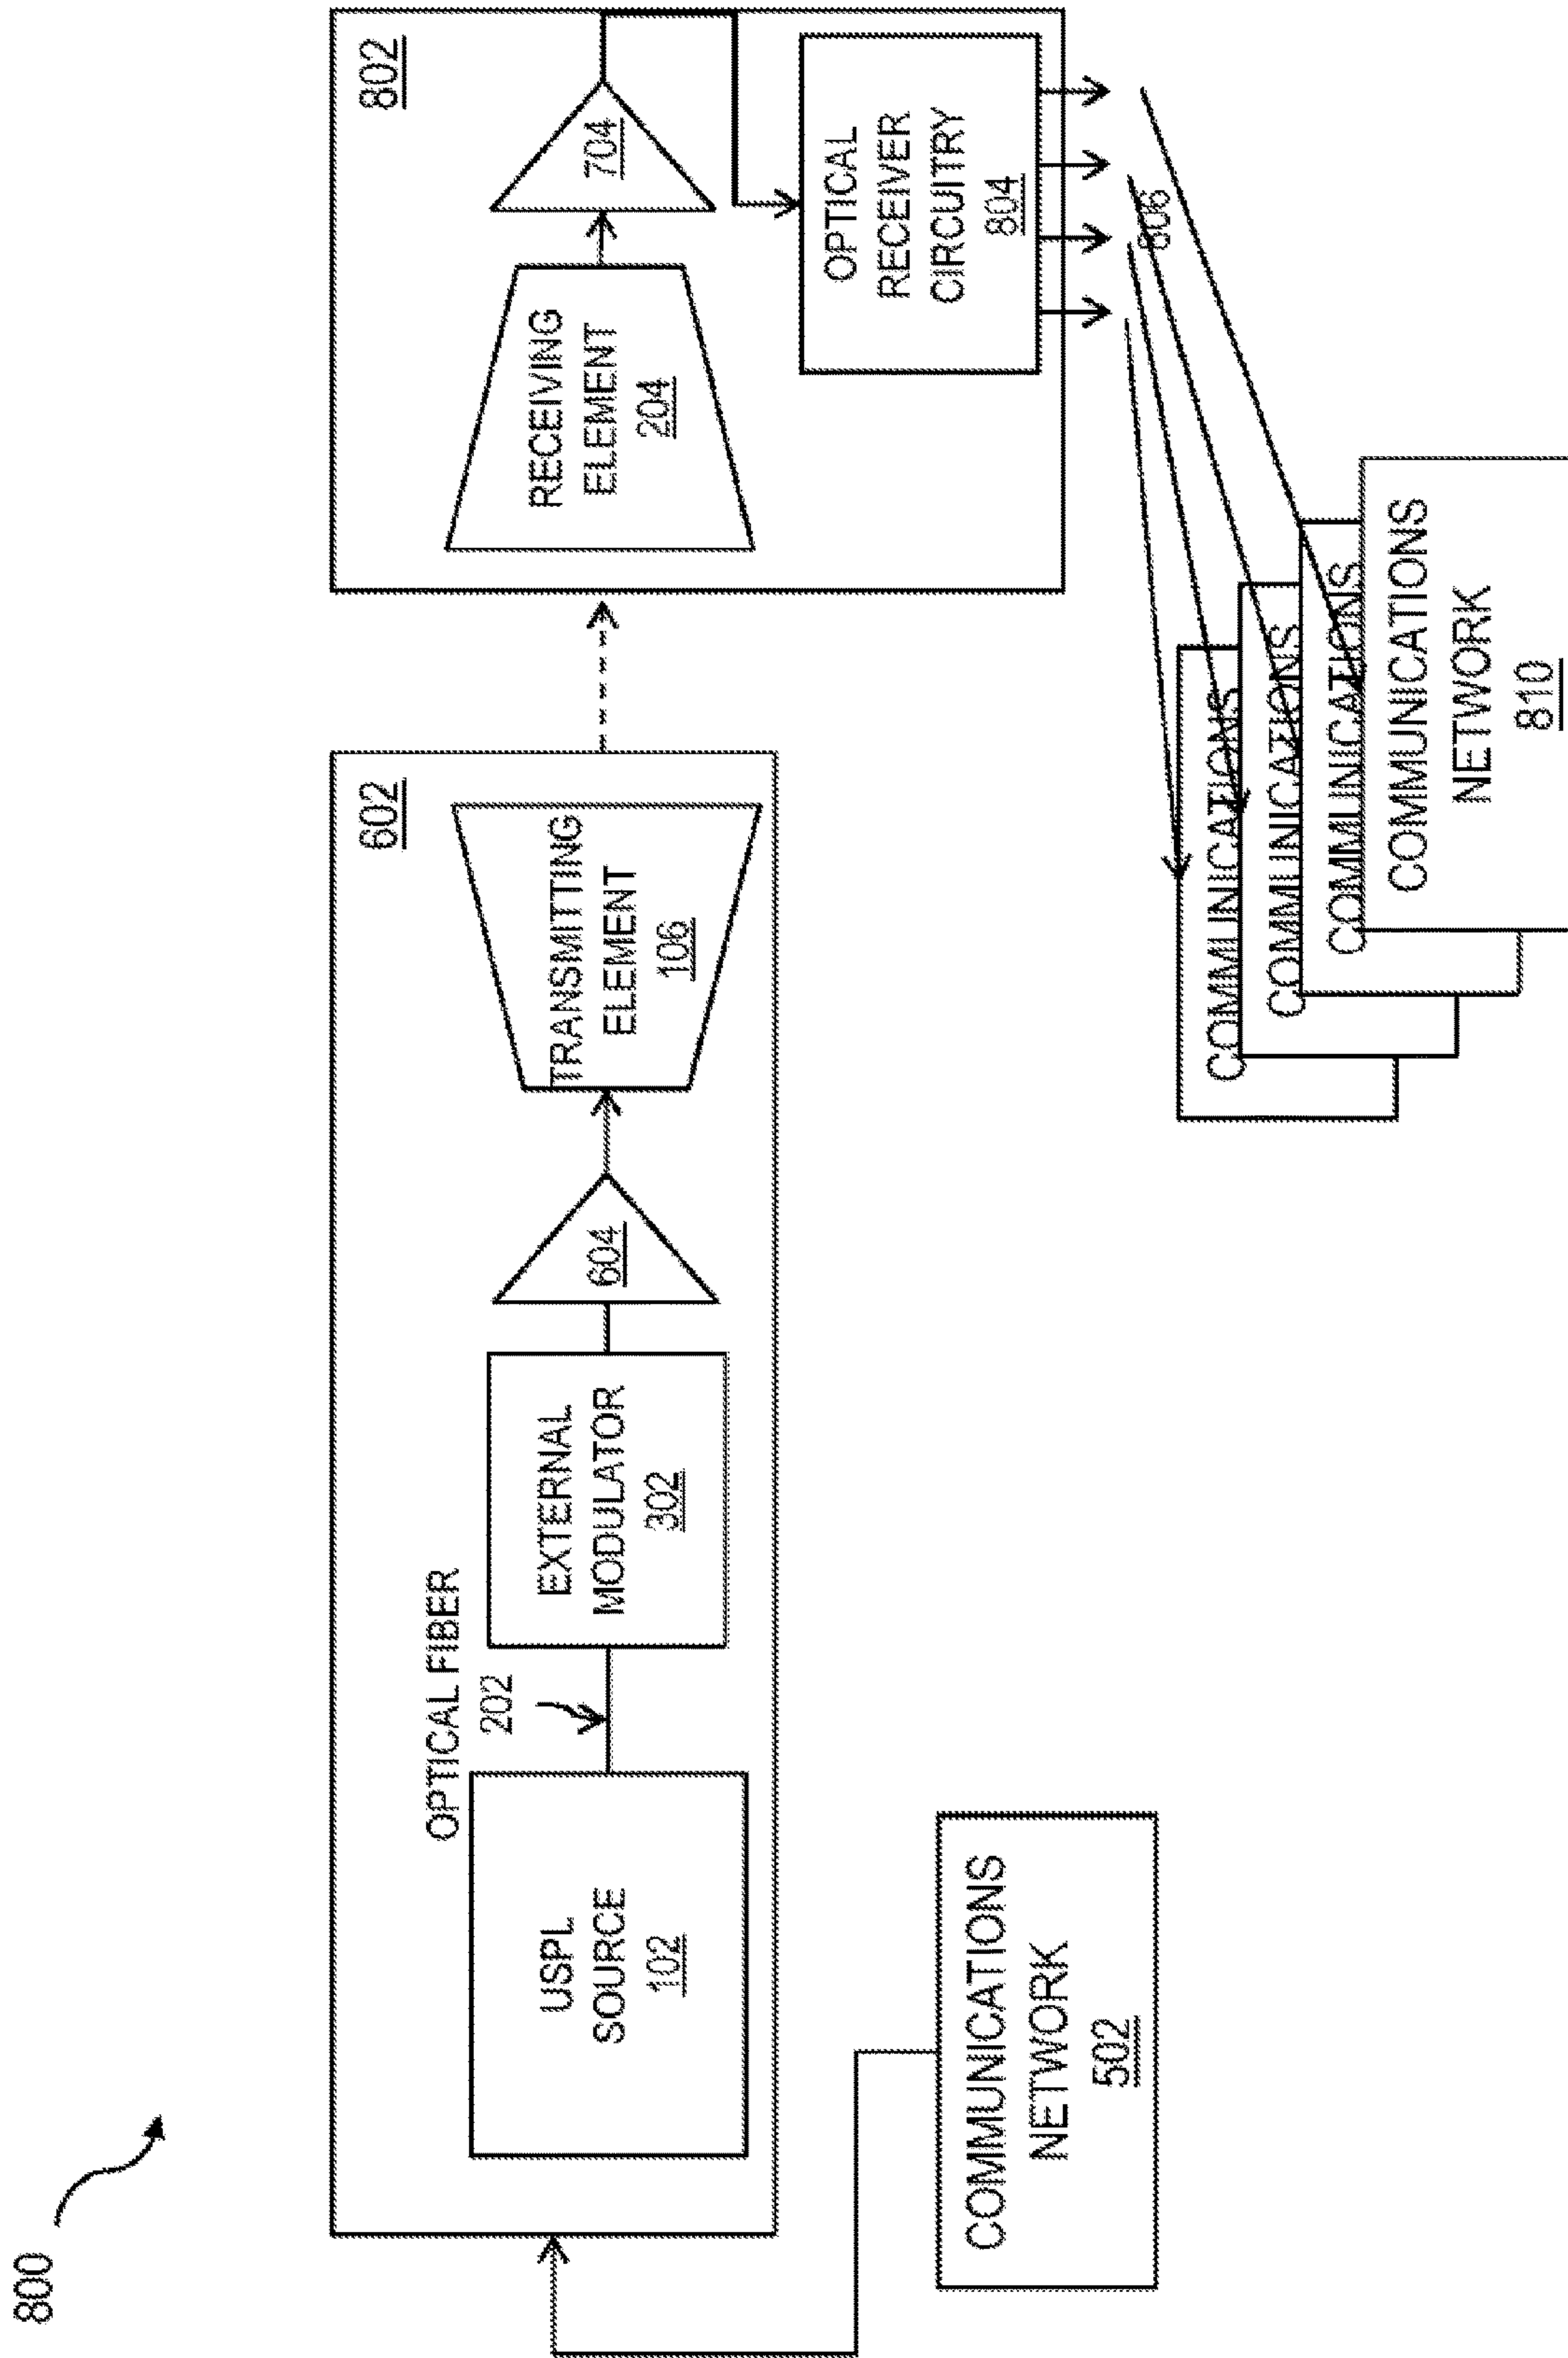 800
602
802
OPTICAL FIBER
202
USPL
SOURCE
102
EXTERNAL
MODULATOR
302
604
TRANSMITTING
ELEMENT
106
RECEIVING
ELEMENT
204
704
OPTICAL
RECEIVER
CIRCUITRY
804
806
COMMUNICATIONS
NETWORK
502
COMMUNICATIONS
COMMUNICATIONS
COMMUNICATIONS
COMMUNICATIONS
NETWORK
810